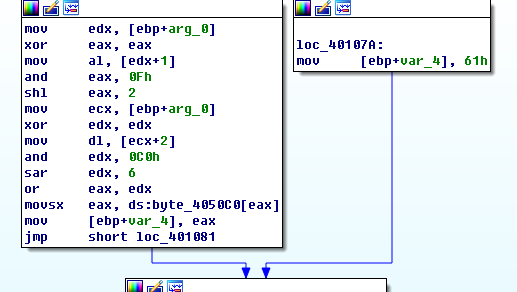 mov edx, [ebp+arg_0]
xor eax, eax
mov al, [edx+1]
and eax, 0Fh
shl eax, 2
mov ecx, [ebp+arg_0]
xor edx, edx
mov dl, [ecx+2]
and edx, 0C0h
sar edx, 6
or eax, edx
movsx eax, ds:byte_4050C0[eax]
mov [ebp+var_4], eax
jmp short loc_401081
loc_40107A:
mov [ebp+var_4], 61h